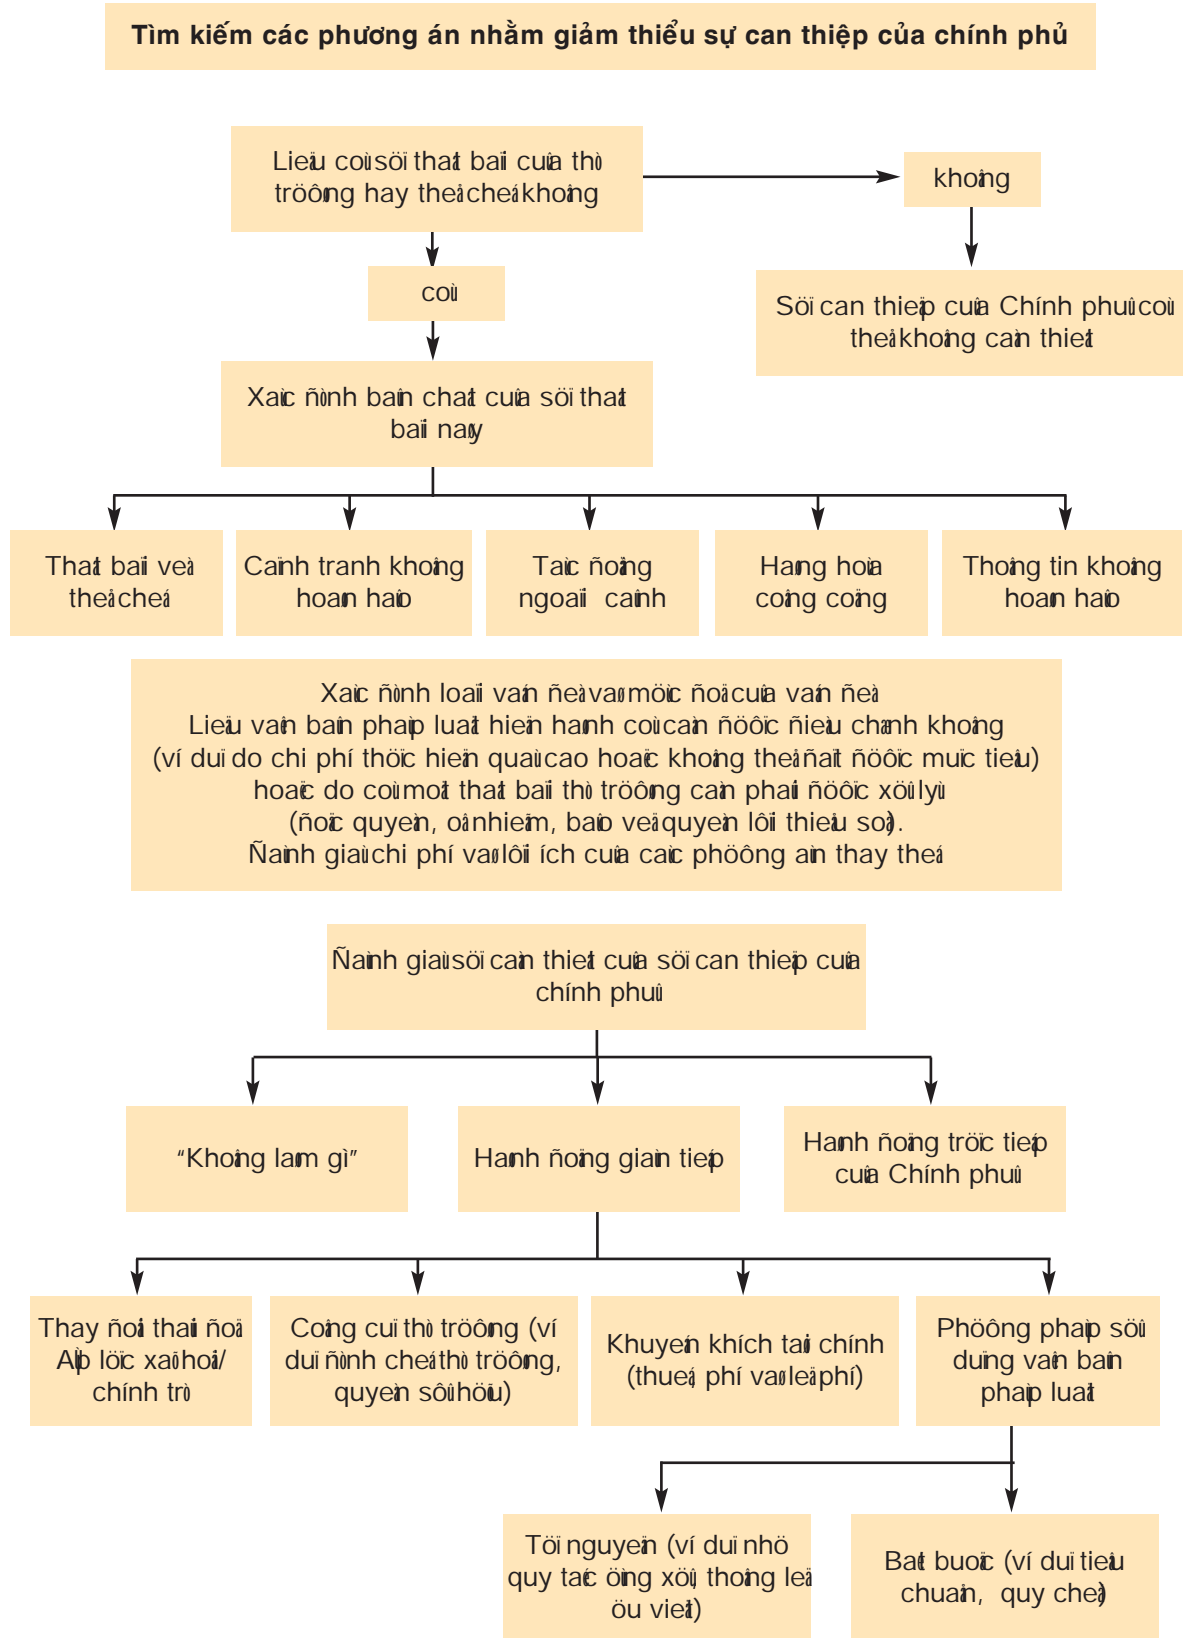 Tìm kiếm các phương án nhằm giảm thiểu sự can thiệp của chính phủ
Lieäu coù söï thaát baïi cuûa thò
tröôøng hay theå cheá khoâng
khoâng
coù
Söï can thieäp cuûa Chính phuû coù
theå khoâng caàn thieát
Xaùc ñònh baûn chaát cuûa söï thaát
baïi naøy
Thaát baïi veà
theå cheá
Caïnh tranh khoâng
hoaøn haûo
Taùc ñoäng
ngoaïi caûnh
Haøng hoùa
coâng coäng
Thoâng tin khoâng
hoaøn haûo
Xaùc ñònh loaïi vaán ñeà vaø möùc ñoä cuûa vaán ñeà
Lieäu vaên baûn phaùp luaät hieän haønh coù caàn ñöôïc ñieàu chænh khoâng
(ví duï do chi phí thöïc hieän quaù cao hoaëc khoâng theå ñaït ñöôïc muïc tieâu)
hoaëc do coù moät thaát baïi thò tröôøng caàn phaûi ñöôïc xöû lyù
(ñoäc quyeàn, oâ nhieãm, baûo veä quyeàn lôïi thieåu soá).
Ñaùnh giaù chi phí vaø lôïi ích cuûa caùc phöông aùn thay theá
Ñaùnh giaù söï caàn thieát cuûa söï can thieäp cuûa
chính phuû
“Khoâng laøm gì”
Haønh ñoäng giaùn tieáp
Haønh ñoäng tröïc tieáp
cuûa Chính phuû
Thay ñoåi thaùi ñoä
AÙp löïc xaõ hoäi/
chính trò
Coâng cuï thò tröôøng (ví
duï ñònh cheá thò tröôøng,
quyeàn sôû höõu)
Khuyeán khích taøi chính
(thueá, phí vaø leä phí)
Phöông phaùp söû
duïng vaên baûn
phaùp luaät
Töï nguyeän (ví duï nhö
quy taéc öùng xöû, thoâng leä
öu vieät)
Baét buoäc (ví duï tieâu
chuaån, quy cheá)